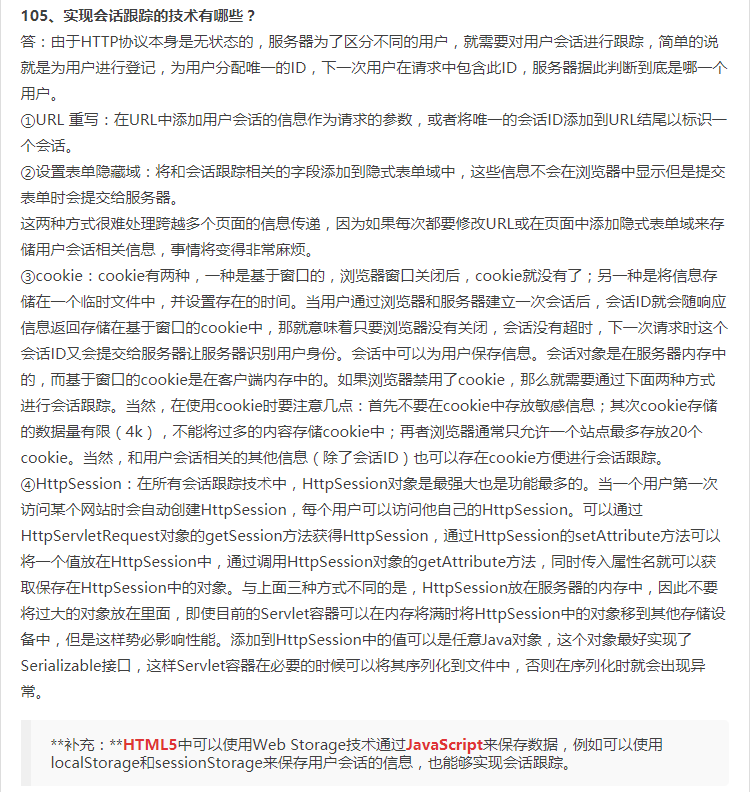 105、实现会话跟踪的技术有哪些？
答：由于HTTP协议本身是无状态的，服务器为了区分不同的用户，就需要对用户会话进行跟踪，简单的说
就是为用户进行登记，为用户分配唯一的ID，下一次用户在请求中包含此ID，服务器据此判断到底是哪一个
用户。
①URL 重写：在URL中添加用户会话的信息作为请求的参数，或者将唯一的会话ID添加到URL结尾以标识一
个会话。
②设置表单隐藏域：将和会话跟踪相关的字段添加到隐式表单域中，这些信息不会在浏览器中显示但是提交
表单时会提交给服务器。
这两种方式很难处理跨越多个页面的信息传递，因为如果每次都要修改URL或在页面中添加隐式表单域来存
储用户会话相关信息，事情将变得非常麻烦。
③cookie：cookie有两种，一种是基于窗口的，浏览器窗口关闭后，cookie就没有了；另一种是将信息存
储在一个临时文件中，并设置存在的时间。当用户通过浏览器和服务器建立一次会话后，会话ID就会随响应
信息返回存储在基于窗口的cookie中，那就意味着只要浏览器没有关闭，会话没有超时，下一次请求时这个
会话ID又会提交给服务器让服务器识别用户身份。会话中可以为用户保存信息。会话对象是在服务器内存中
的，而基于窗口的cookie是在客户端内存中的。如果浏览器禁用了cookie，那么就需要通过下面两种方式
进行会话跟踪。当然，在使用cookie时要注意几点：首先不要在cookie中存放敏感信息；其次cookie存储
的数据量有限（4k），不能将过多的内容存储cookie中；再者浏览器通常只允许一个站点最多存放20个
cookie。当然，和用户会话相关的其他信息（除了会话ID）也可以存在cookie方便进行会话跟踪。
④HttpSession：在所有会话跟踪技术中，HttpSession对象是最强大也是功能最多的。当一个用户第一次
访问某个网站时会自动创建HttpSession，每个用户可以访问他自己的HttpSession。可以通过
HttpServletRequest对象的getSession方法获得HttpSession，通过HttpSession的setAttribute方法可以
将一个值放在HttpSession中，通过调用HttpSession对象的getAttribute方法，同时传入属性名就可以获
取保存在HttpSession中的对象。与上面三种方式不同的是，HttpSession放在服务器的内存中，因此不要
将过大的对象放在里面，即使目前的Servlet容器可以在内存将满时将HttpSession中的对象移到其他存储设
备中，但是这样势必影响性能。添加到HttpSession中的值可以是任意Java对象，这个对象最好实现了
Serializable接口，这样Servlet容器在必要的时候可以将其序列化到文件中，否则在序列化时就会出现异
常。
**补充：**HTML5中可以使用Web Storage技术通过JavaScript来保存数据，例如可以使用
localStorage和sessionStorage来保存用户会话的信息，也能够实现会话跟踪。